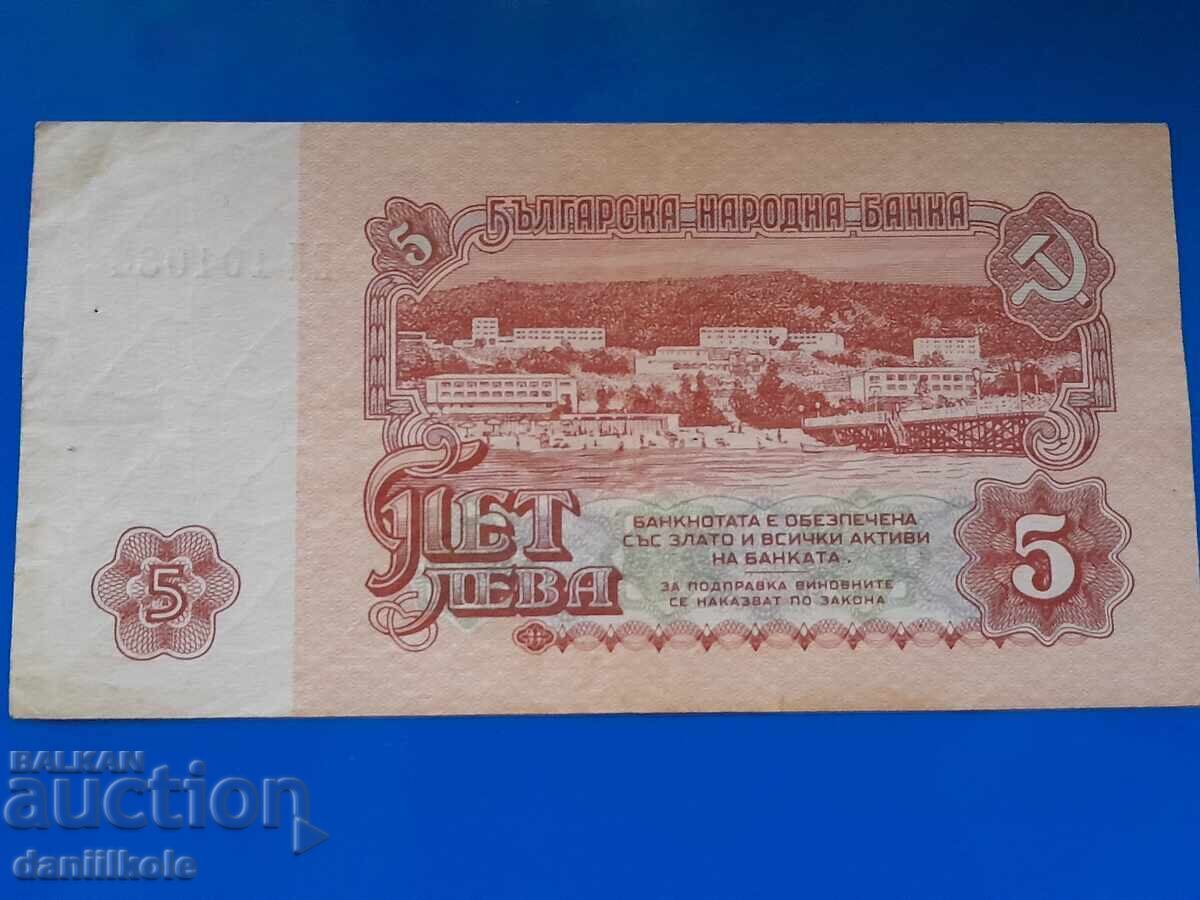 БЪЛГАРСКА НАРОДНА БАНКА
5
ПЕТ
ЛЕВА
БАНКНОТАТА Е ОБЕЗПЕЧЕНА
СЪС ЗЛАТО И ВСИЧКИ АКТИВИ
НА БАНКАТА.
ЗА ПОДПРАВКА ВИНОВНИТЕ
СЕ НАКАЗВАТ ПО ЗАКОНА
5
5
BALKAN
auction
daniilkole